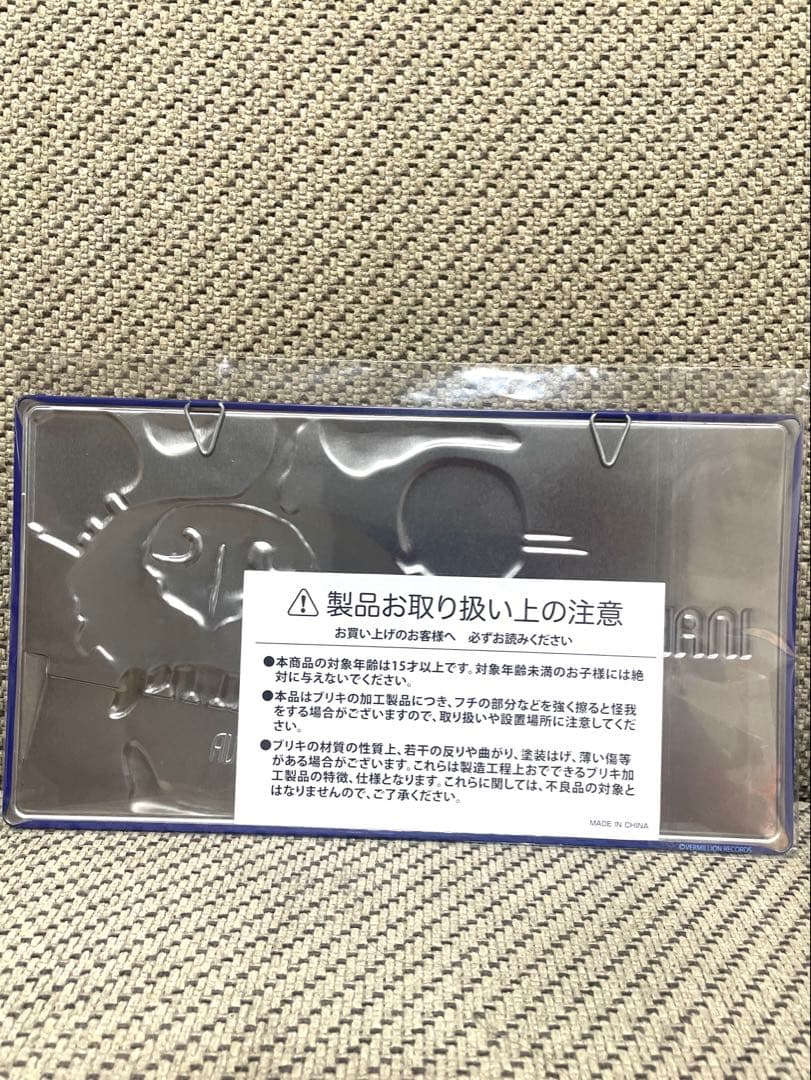 製品お取り扱い上の注意
お買い上げのお客様へ 必ずお読みください
●本商品の対象年齢は15才以上です。対象年齢未満のお子様には絶
対に与えないでください。
●本品はブリキの加工製品につき、フチの部分などを強く擦ると怪我
をする場合がございますので、取り扱いや設置場所に注意してくだ
さい。
●ブリキの材質の性質上、若干の反りや曲がり、塗装はげ、薄い傷等
がある場合がございます。これらは製造工程上おでできるブリキ加
工製品の特徴、仕様となります。これらに関しては、不良品の対象と
はなりませんので、ご了承ください。
MADE IN CHINA
©VERMILLION RECORDS